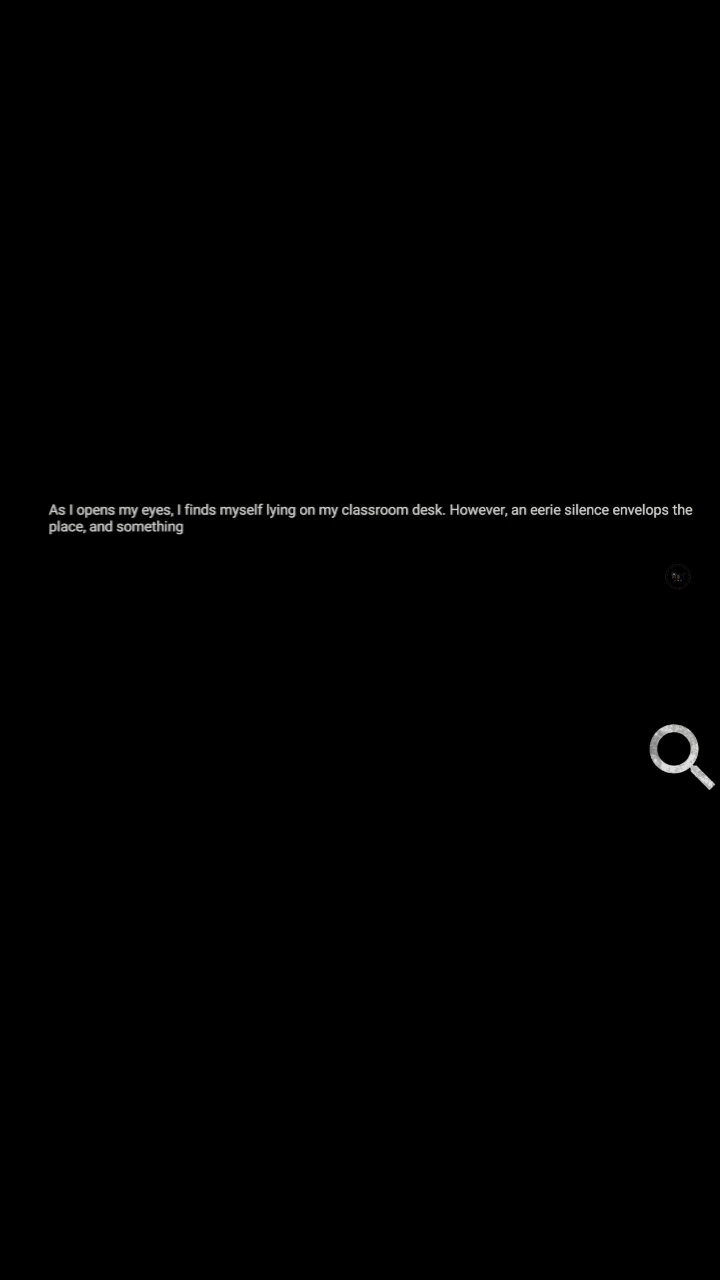 As I opens my eyes, I finds myself lying on my classroom desk. However, an eerie silence envelops the
place, and something